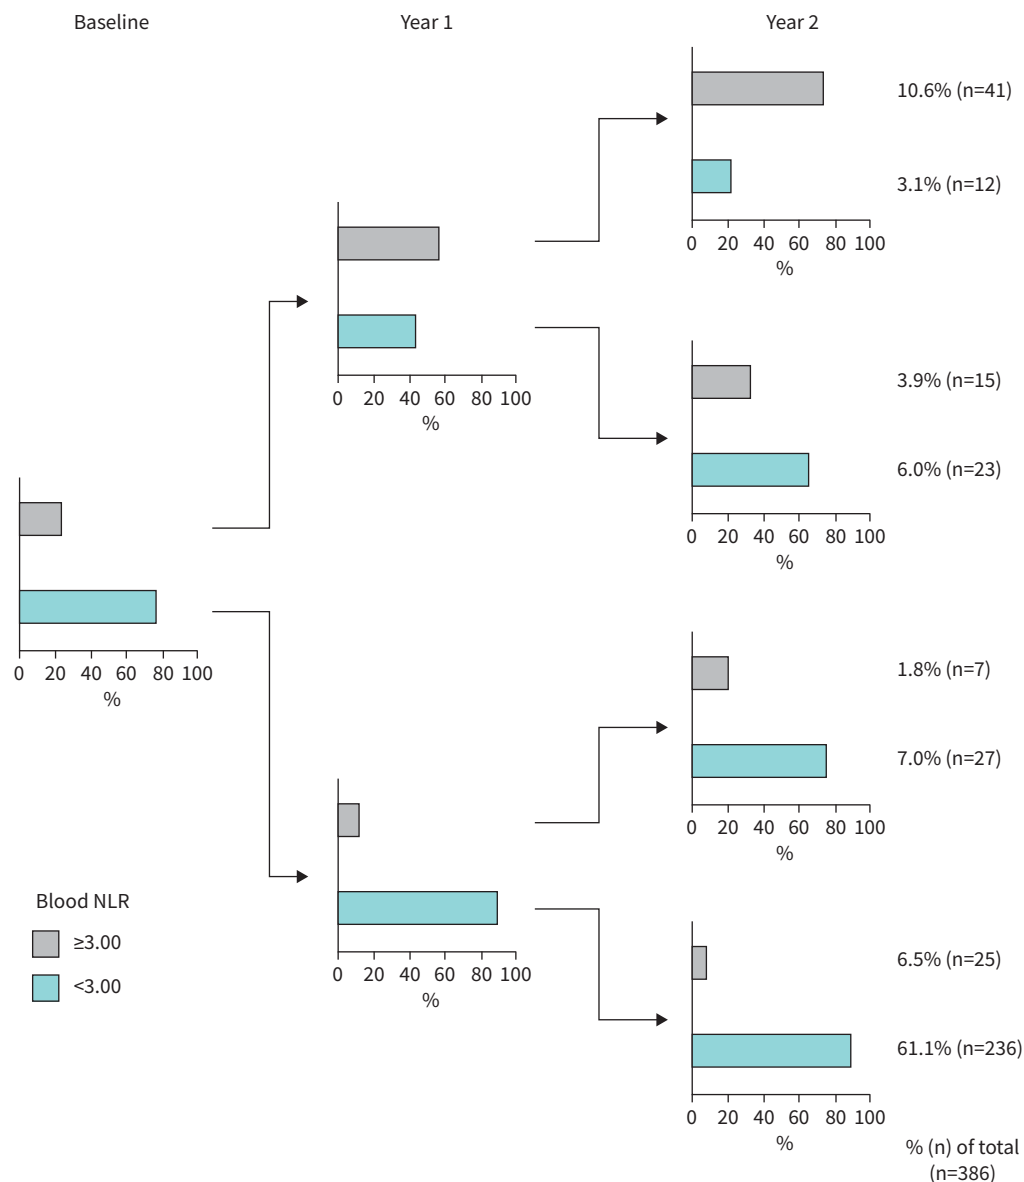 Baseline
Year 1
Year 2
10.6% (n=41)
3.1% (n=12)
0 20 40 60 80 100
%
0 20 40 60 80 100
%
3.9% (n=15)
6.0% (n=23)
0 20 40 60 80 100
%
0 20 40 60 80 100
%
1.8% (n=7)
7.0% (n=27)
0 20 40 60 80 100
%
Blood NLR
≥3.00
<3.00
0 20 40 60 80 100
%
6.5% (n=25)
61.1% (n=236)
0 20 40 60 80 100
%
% (n) of total
(n=386)